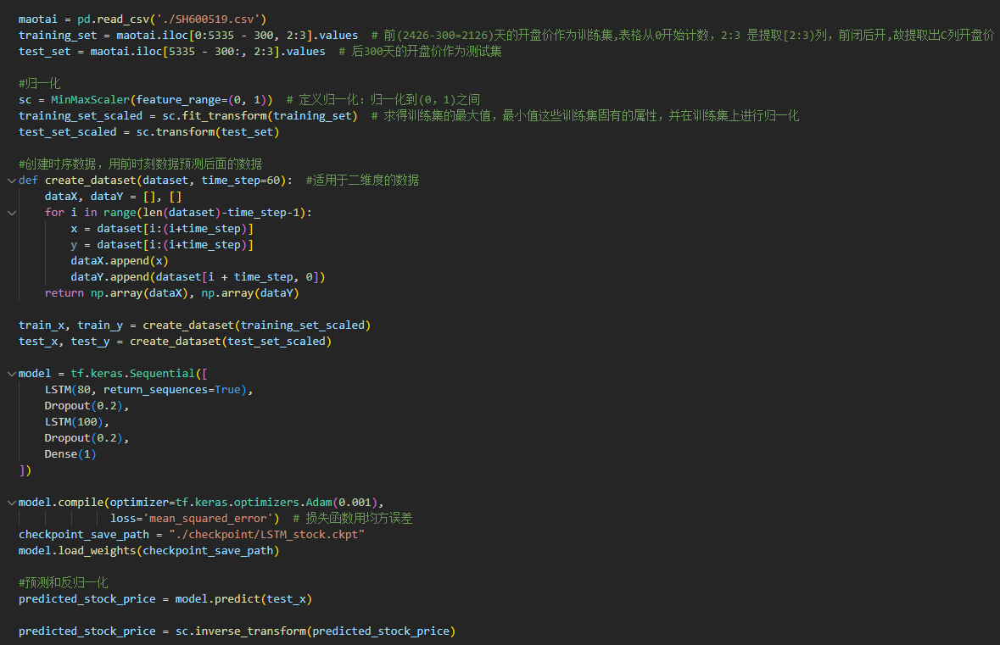 maotai = pd.read_csv('./SH600519.csv')
training_set = maotai.iloc[0:5335 - 300, 2:3].values  # 前(2426-300=2126)天的开盘价作为训练集,表格从0开始计数，2:3 是提取[2:3)列，前闭后开,故提取出C列开盘价
test_set = maotai.iloc[5335 - 300:, 2:3].values  # 后300天的开盘价作为测试集

#归一化
sc = MinMaxScaler(feature_range=(0, 1))  # 定义归一化：归一化到(0，1)之间
training_set_scaled = sc.fit_transform(training_set)  # 求得训练集的最大值，最小值这些训练集固有的属性，并在训练集上进行归一化
test_set_scaled = sc.transform(test_set)

#创建时序数据，用前时刻数据预测后面的数据
def create_dataset(dataset, time_step=60):  #适用于二维度的数据
    dataX, dataY = [], []
    for i in range(len(dataset)-time_step-1):
        x = dataset[i:(i+time_step)]
        y = dataset[i:(i+time_step)]
        dataX.append(x)
        dataY.append(dataset[i + time_step, 0])
    return np.array(dataX), np.array(dataY)

train_x, train_y = create_dataset(training_set_scaled)
test_x, test_y = create_dataset(test_set_scaled)

model = tf.keras.Sequential([
    LSTM(80, return_sequences=True),
    Dropout(0.2),
    LSTM(100),
    Dropout(0.2),
    Dense(1)
])

model.compile(optimizer=tf.keras.optimizers.Adam(0.001),
              loss='mean_squared_error')  # 损失函数用均方误差
checkpoint_save_path = "./checkpoint/LSTM_stock.ckpt"
model.load_weights(checkpoint_save_path)

#预测和反归一化
predicted_stock_price = model.predict(test_x)

predicted_stock_price = sc.inverse_transform(predicted_stock_price)